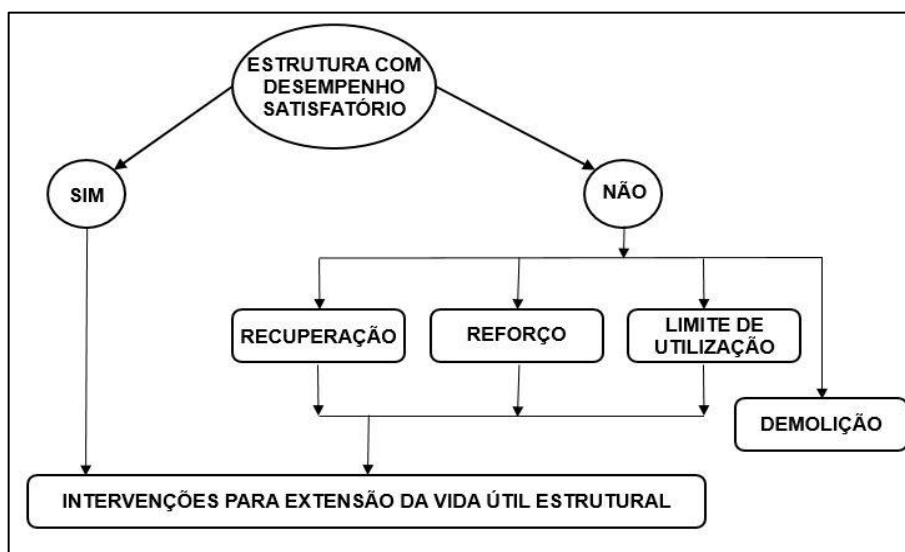 ESTRUTURA COM
DESEMPENHO
SATISFATÓRIO
SIM
NÃO
RECUPERAÇÃO
REFORÇO
LIMITE DE
UTILIZAÇÃO
DEMOLIÇÃO
INTERVENÇÕES PARA EXTENSÃO DA VIDA ÚTIL ESTRUTURAL